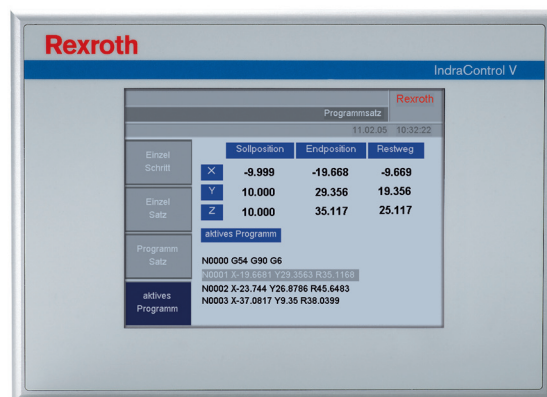 Rexroth
IndraControl V
Rexroth
Programmsatz
11.02.05 10:32:22
Einzel
Schritt
Sollposition Endposition Restweg
X -9.999 -19.668 -9.669
Y 10.000 29.356 19.356
Z 10.000 35.117 25.117
Einzel
Satz
Programm
Satz
aktives
Programm
aktives Programm
N0000 G54 G90 G6
N0001 X-19.6681 Y29.3563 R35.1168
N0002 X-23.744 Y26.8786 R45.6483
N0003 X-37.0817 Y9.35 R38.0399